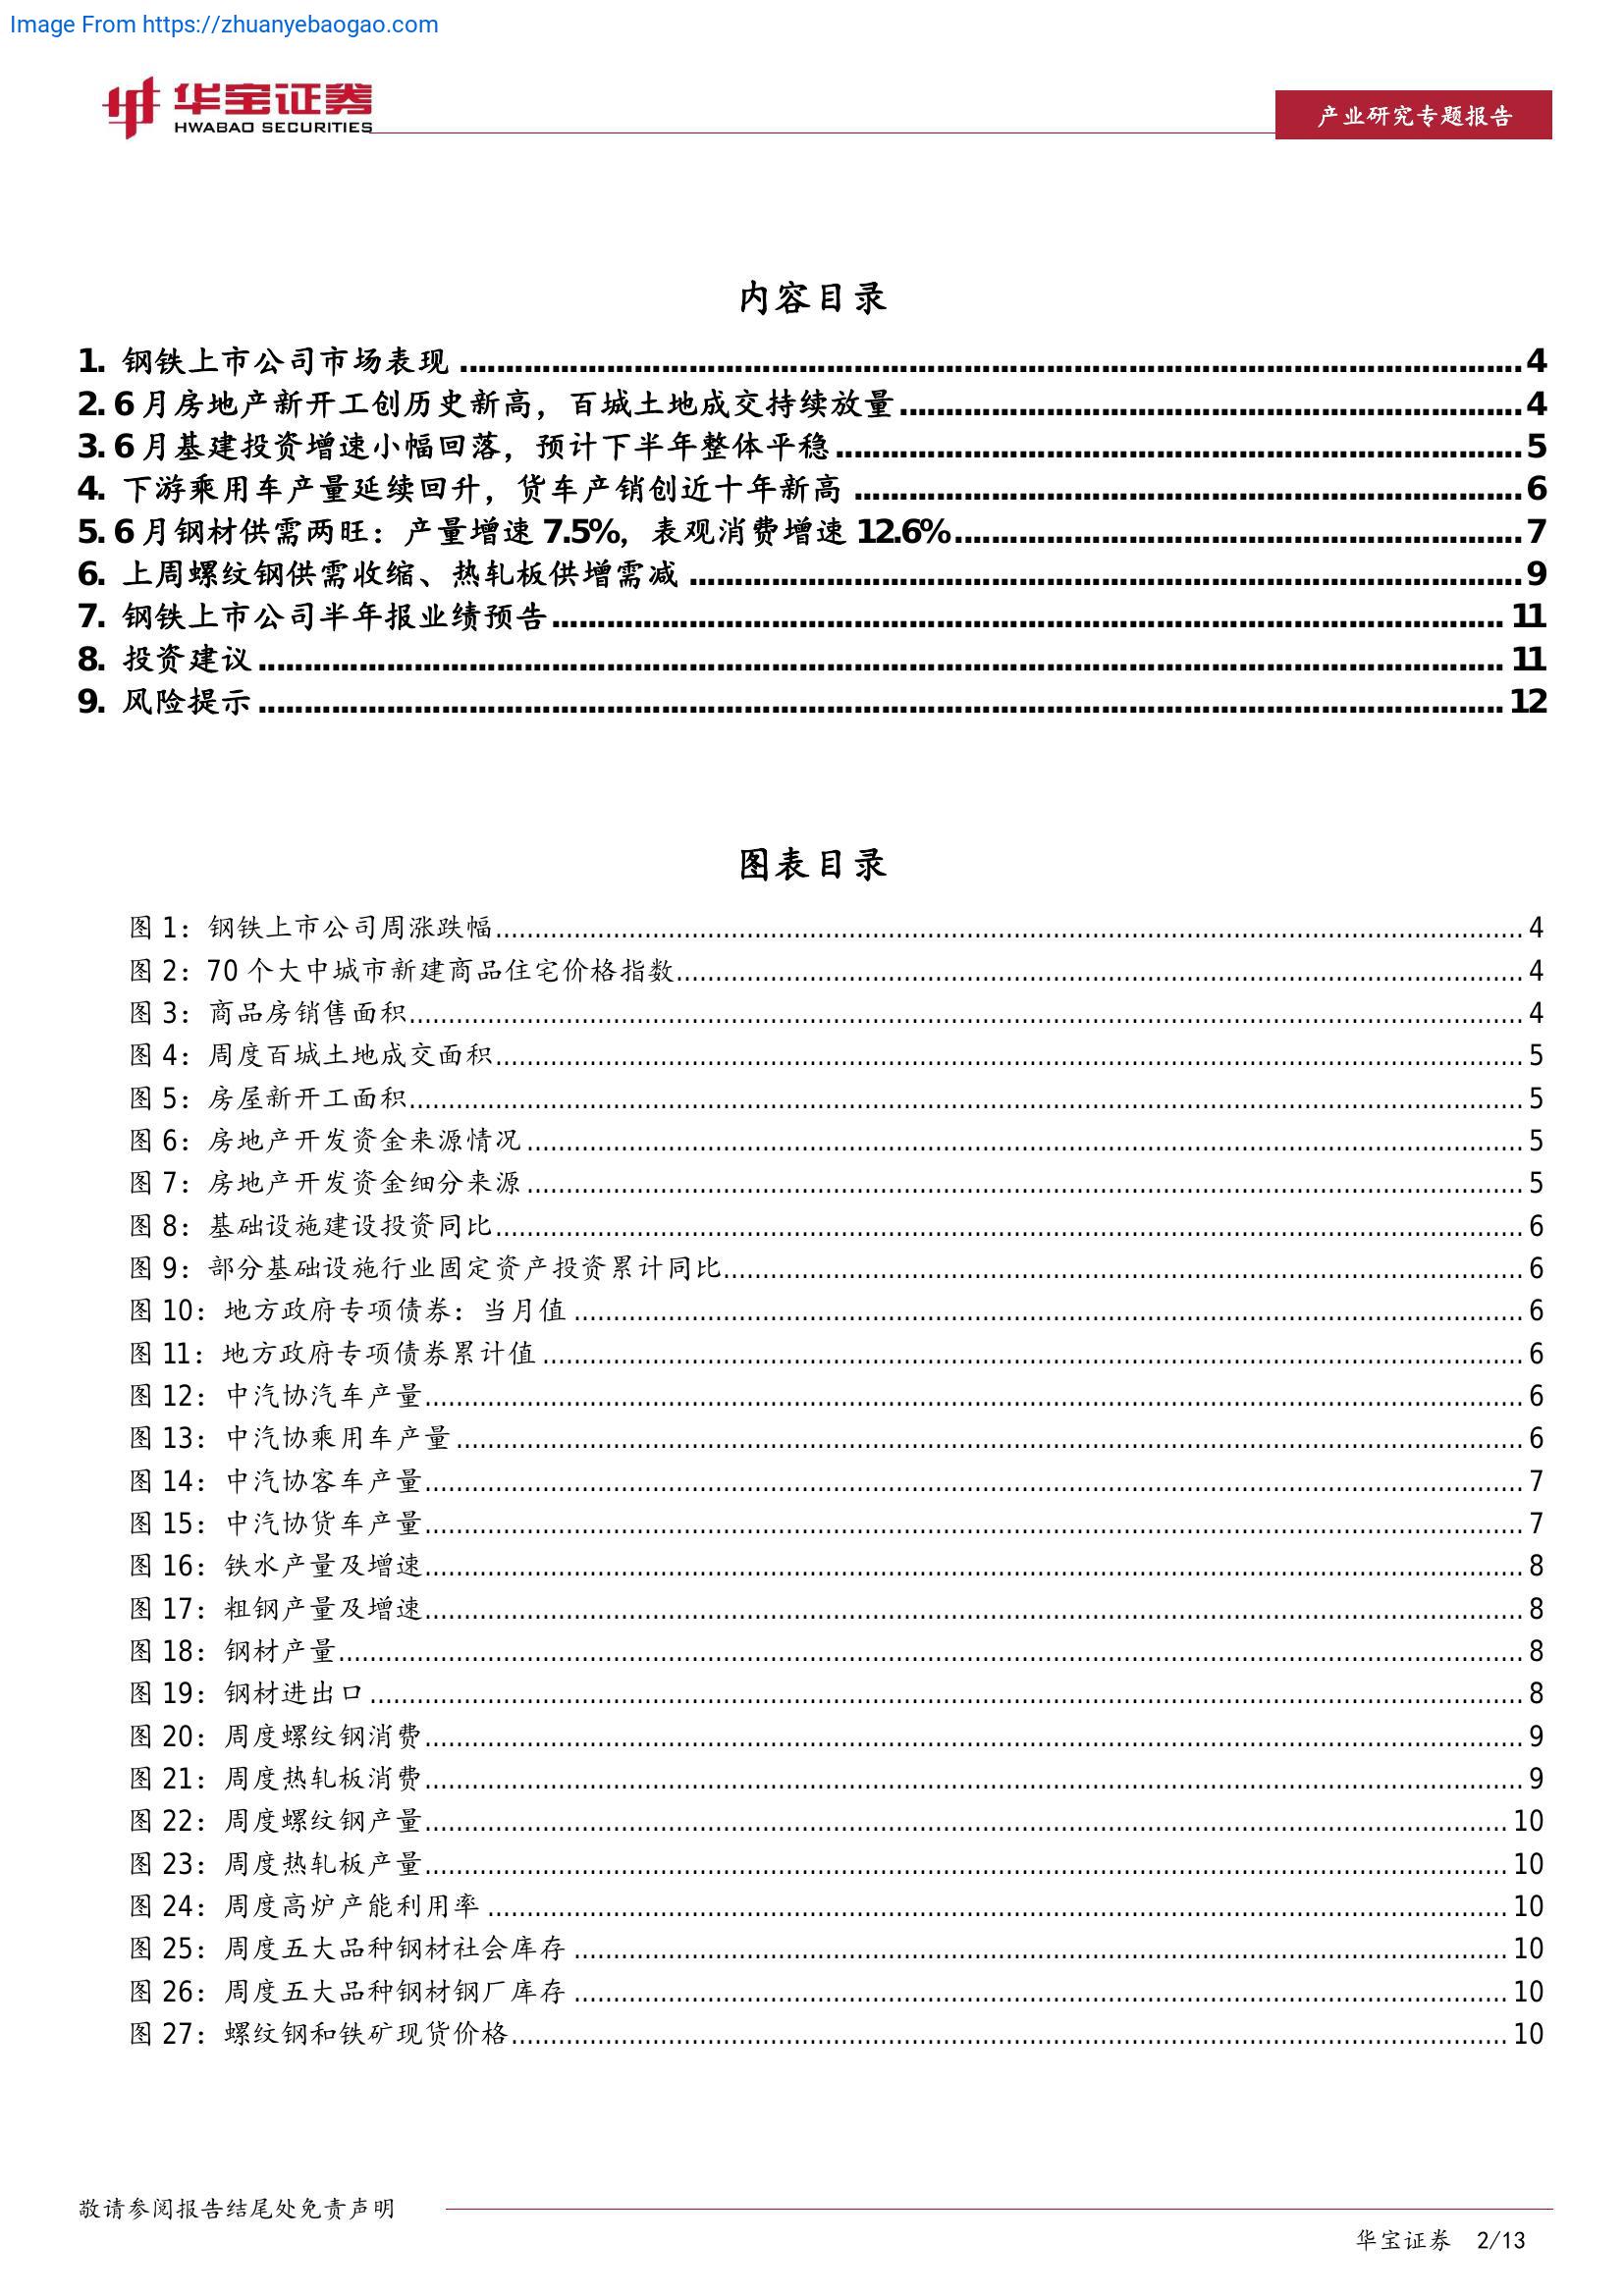 Image From https://zhuanyebaogao.com
华宝证券
HWABAO SECURITIES
产业研究专题报告
内容目录
1. 钢铁上市公司市场表现 ........ 4
2. 6 月房地产新开工创历史新高，百城土地成交持续放量 ........ 4
3. 6 月基建投资增速小幅回落，预计下半年整体平稳 ........ 5
4. 下游乘用车产量延续回升，货车产销创近十年新高 ........ 6
5. 6 月钢材供需两旺：产量增速 7.5%，表观消费增速 12.6% ........ 7
6. 上周螺纹钢供需收缩、热轧板供增需减 ........ 9
7. 钢铁上市公司半年报业绩预告 ........ 11
8. 投资建议 ........ 11
9. 风险提示 ........ 12
图表目录
图 1：钢铁上市公司周涨跌幅 ........ 4
图 2：70 个大中城市新建商品住宅价格指数 ........ 4
图 3：商品房销售面积 ........ 4
图 4：周度百城土地成交面积 ........ 5
图 5：房屋新开工面积 ........ 5
图 6：房地产开发资金来源情况 ........ 5
图 7：房地产开发资金细分来源 ........ 5
图 8：基础设施建设投资同比 ........ 6
图 9：部分基础设施行业固定资产投资累计同比 ........ 6
图 10：地方政府专项债券：当月值 ........ 6
图 11：地方政府专项债券累计值 ........ 6
图 12：中汽协汽车产量 ........ 6
图 13：中汽协乘用车产量 ........ 6
图 14：中汽协客车产量 ........ 7
图 15：中汽协货车产量 ........ 7
图 16：铁水产量及增速 ........ 8
图 17：粗钢产量及增速 ........ 8
图 18：钢材产量 ........ 8
图 19：钢材进出口 ........ 8
图 20：周度螺纹钢消费 ........ 9
图 21：周度热轧板消费 ........ 9
图 22：周度螺纹钢产量 ........ 10
图 23：周度热轧板产量 ........ 10
图 24：周度高炉产能利用率 ........ 10
图 25：周度五大品种钢材社会库存 ........ 10
图 26：周度五大品种钢材钢厂库存 ........ 10
图 27：螺纹钢和铁矿现货价格 ........ 10
敬请参阅报告结尾处免责声明
华宝证券 2/13